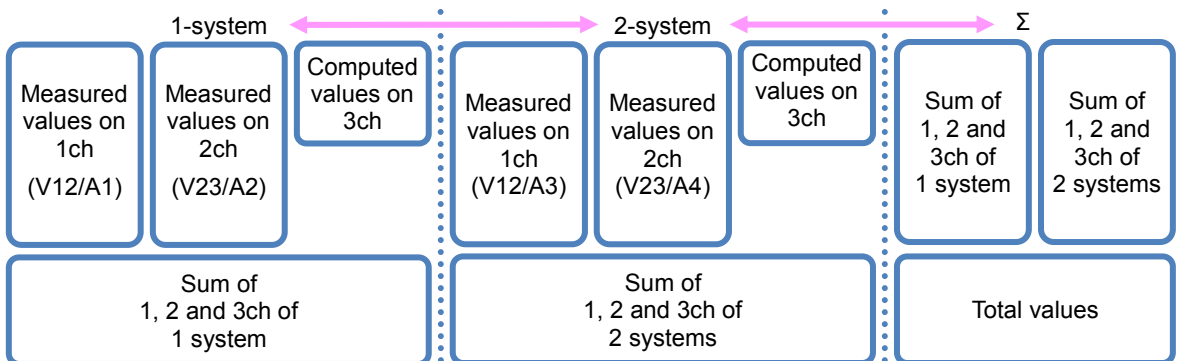 1-system
2-system
Σ
Measured
values on
1ch
(V12/A1)
Measured
values on
2ch
(V23/A2)
Computed
values on
3ch
Measured
values on
1ch
(V12/A3)
Measured
values on
2ch
(V23/A4)
Computed
values on
3ch
Sum of
1, 2 and
3ch of
1 system
Sum of
1, 2 and
3ch of
2 systems
Sum of
1, 2 and 3ch of
1 system
Sum of
1, 2 and 3ch of
2 systems
Total values